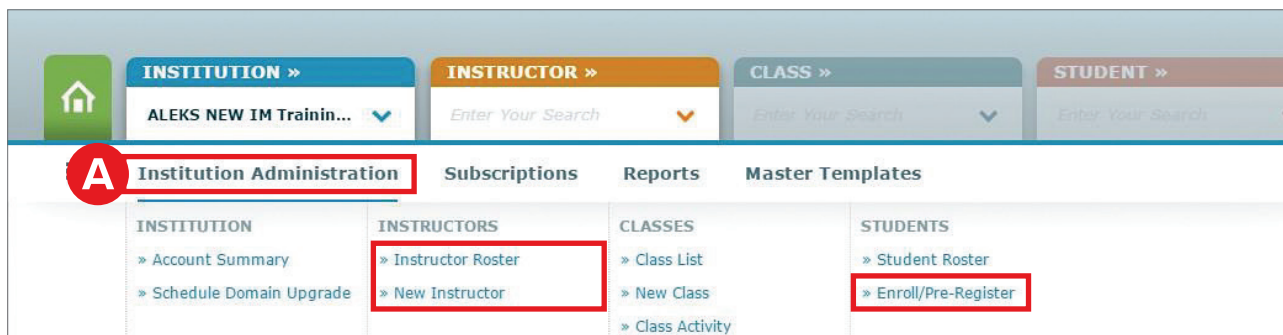 INSTITUTION » INSTRUCTOR » CLASS » STUDENT »
ALEKS NEW IM Trainin... Enter Your Search Enter Your Search Enter Your Search
A Institution Administration Subscriptions Reports Master Templates
INSTITUTION INSTRUCTORS CLASSES STUDENTS
» Account Summary » Instructor Roster » Class List » Student Roster
» Schedule Domain Upgrade » New Instructor » New Class » Enroll/Pre-Register
» Class Activity